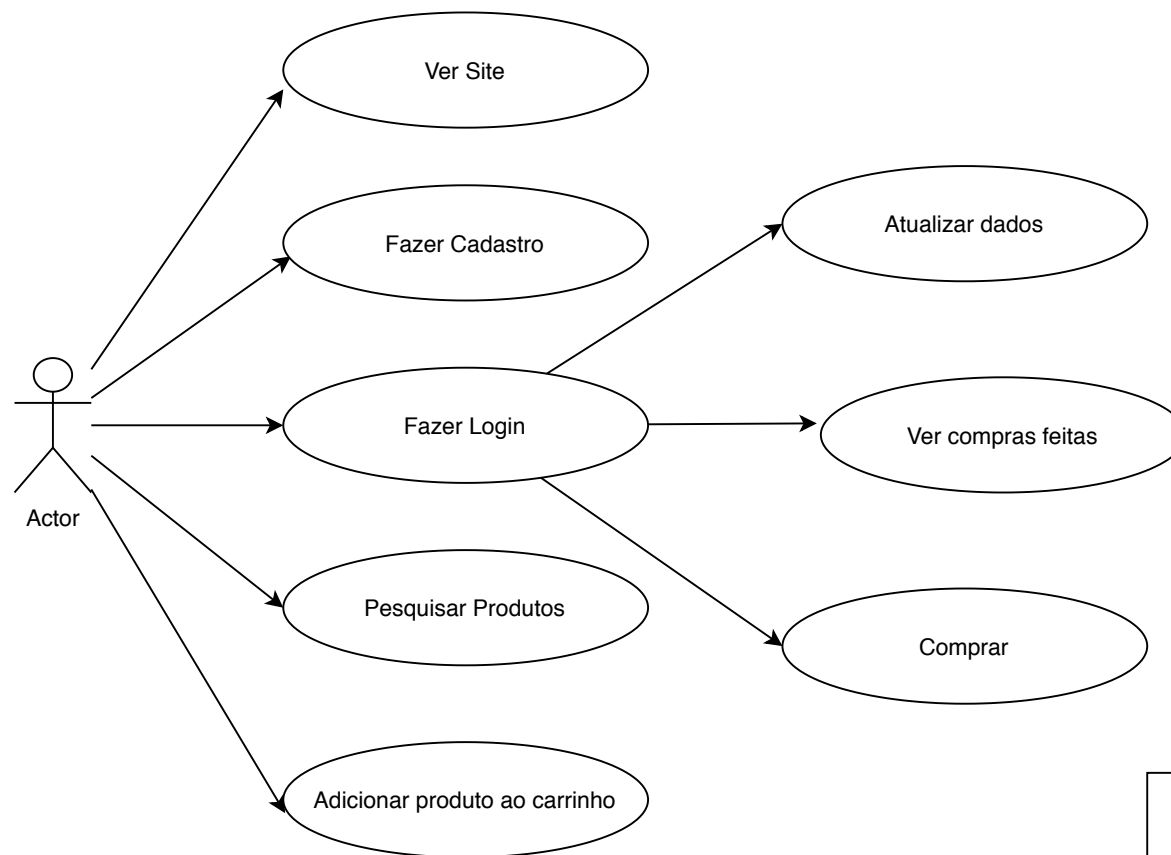 Ver Site
Fazer Cadastro
Atualizar dados
Fazer Login
Ver compras feitas
Actor
Pesquisar Produtos
Comprar
Adicionar produto ao carrinho